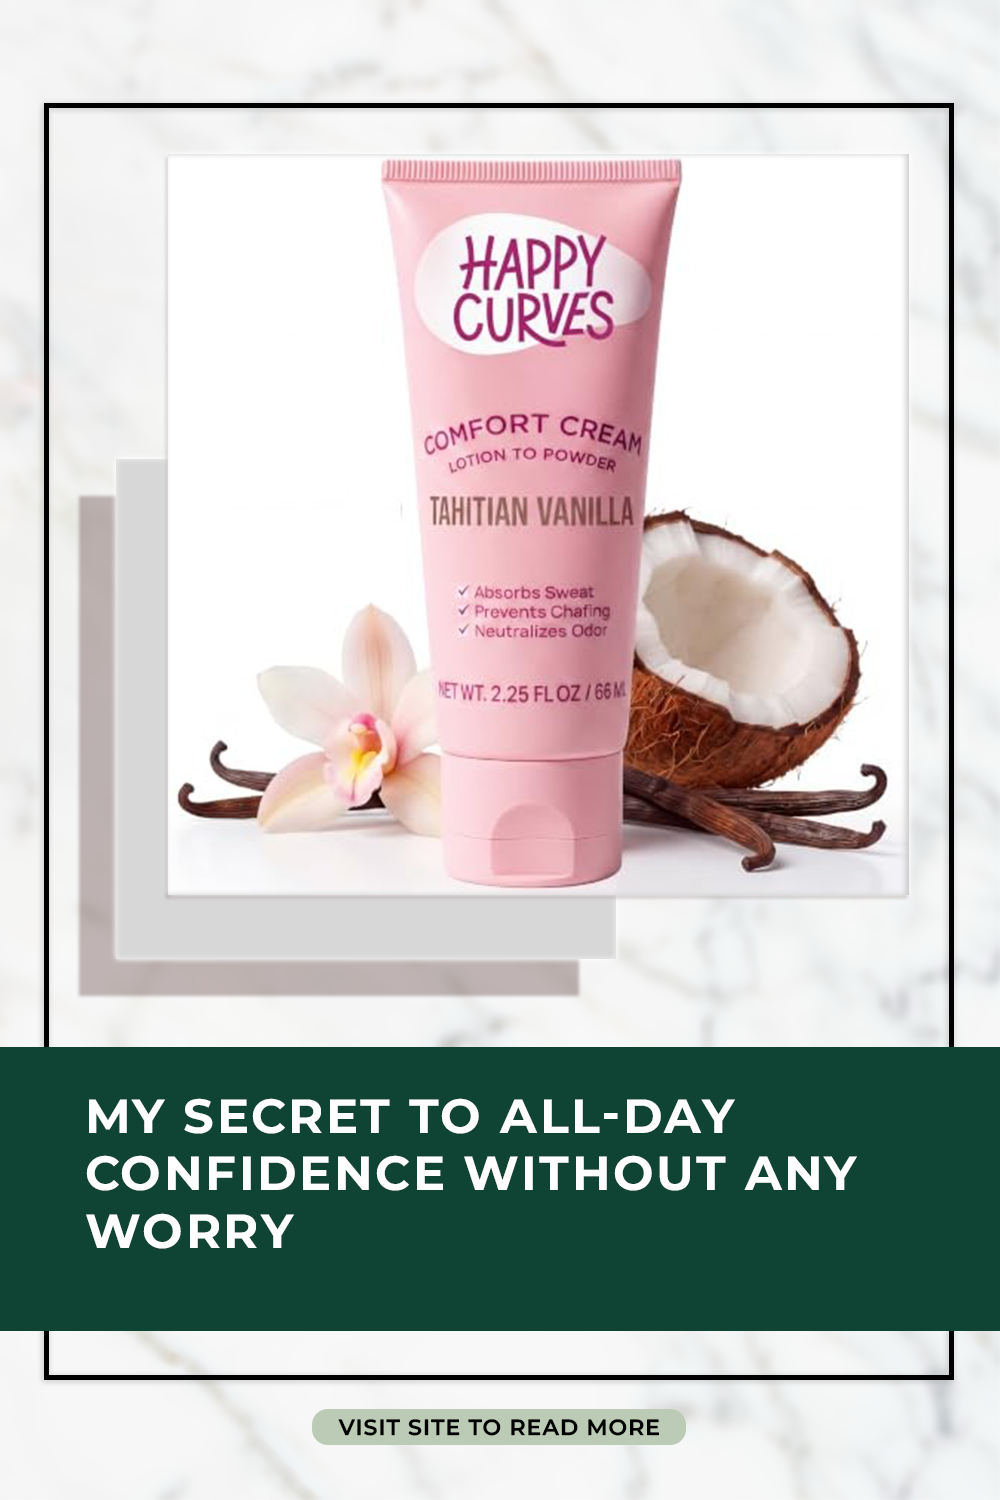 HAPPY
CURVES
COMFORT CREAM
LOTION TO POWDER
TAHITIAN VANILLA
✓ Absorbs Sweat
✓ Prevents Chafing
✓ Neutralizes Odor
NET WT. 2.25 FL OZ / 66 ML
MY SECRET TO ALL-DAY
CONFIDENCE WITHOUT ANY
WORRY
VISIT SITE TO READ MORE